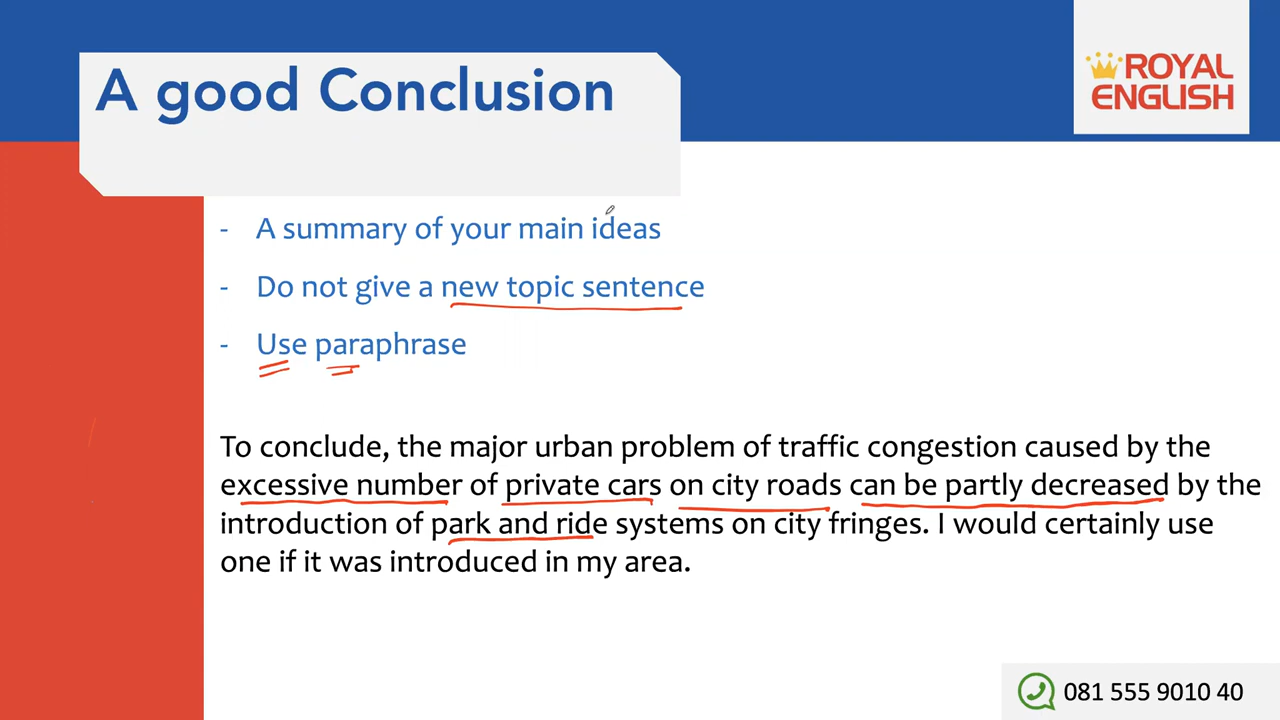 A good Conclusion
ROYAL
ENGLISH
- A summary of your main ideas
- Do not give a new topic sentence
- Use paraphrase
To conclude, the major urban problem of traffic congestion caused by the
excessive number of private cars on city roads can be partly decreased by the
introduction of park and ride systems on city fringes. I would certainly use
one if it was introduced in my area.
081 555 9010 40